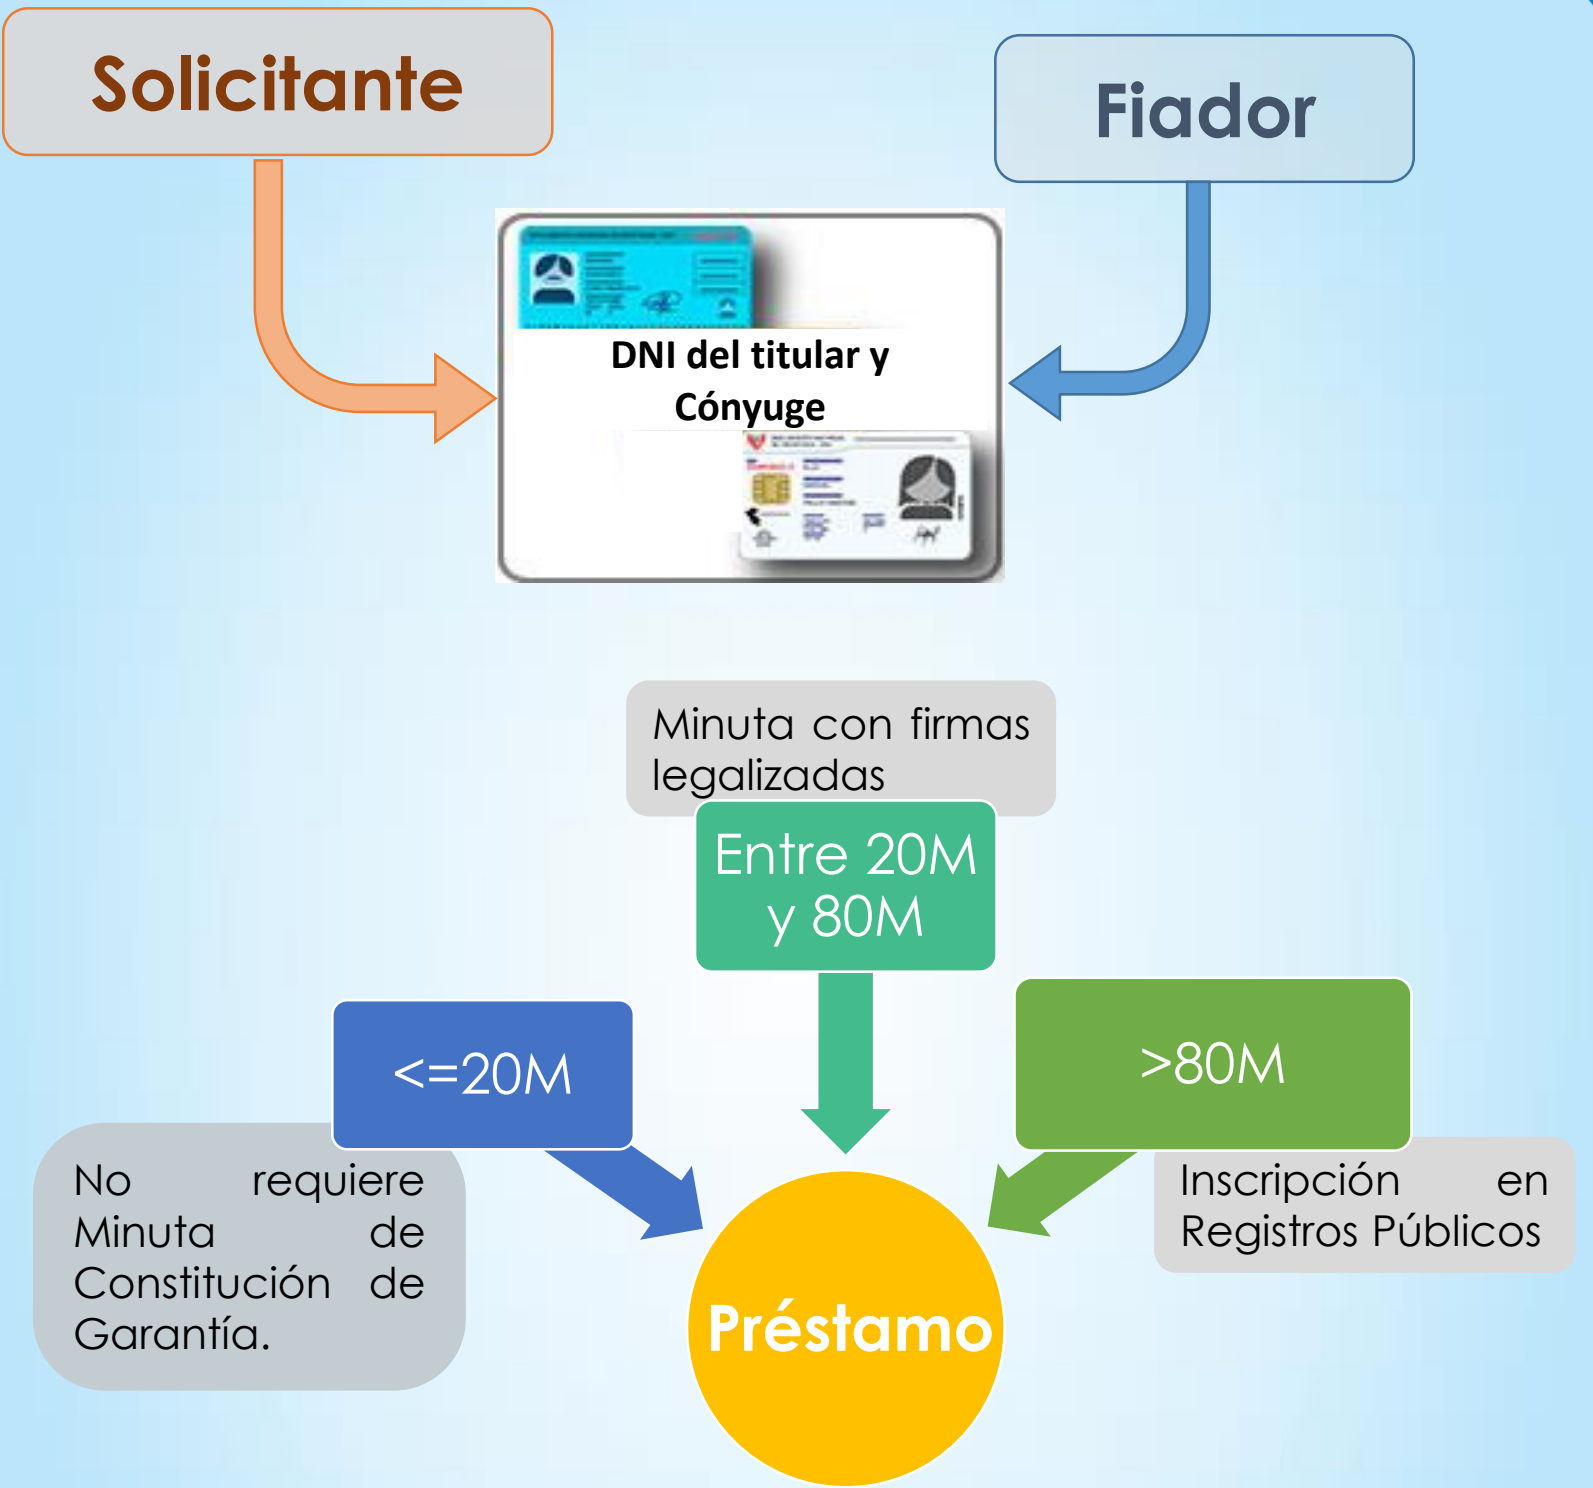 Solicitante
Fiador
DNI del titular y
Cónyuge
Minuta con firmas
legalizadas
Entre 20M
y 80M
<=20M
>80M
No requiere
Minuta de
Constitución de
Garantía.
Inscripción en
Registros Públicos
Préstamo